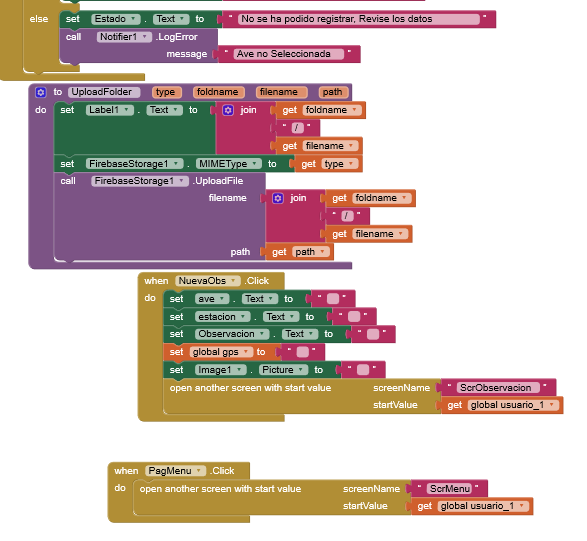 else set Estado . Text to " No se ha podido registrar, Revise los datos "
call Notifier1 .LogError
message " Ave no Seleccionada "
to UploadFolder type foldname filename path
do set Label1 . Text to join get foldname
" / "
get filename
set FirebaseStorage1 . MIMEType to get type
call FirebaseStorage1 .UploadFile
filename join get foldname
" / "
get filename
path get path
when NuevaObs .Click
do set ave . Text to " "
set estacion . Text to " "
set Observacion . Text to " "
set global gps to " "
set Image1 . Picture to " "
open another screen with start value screenName " ScrObservacion "
startValue get global usuario_1
when PagMenu .Click
do open another screen with start value screenName " ScrMenu "
startValue get global usuario_1